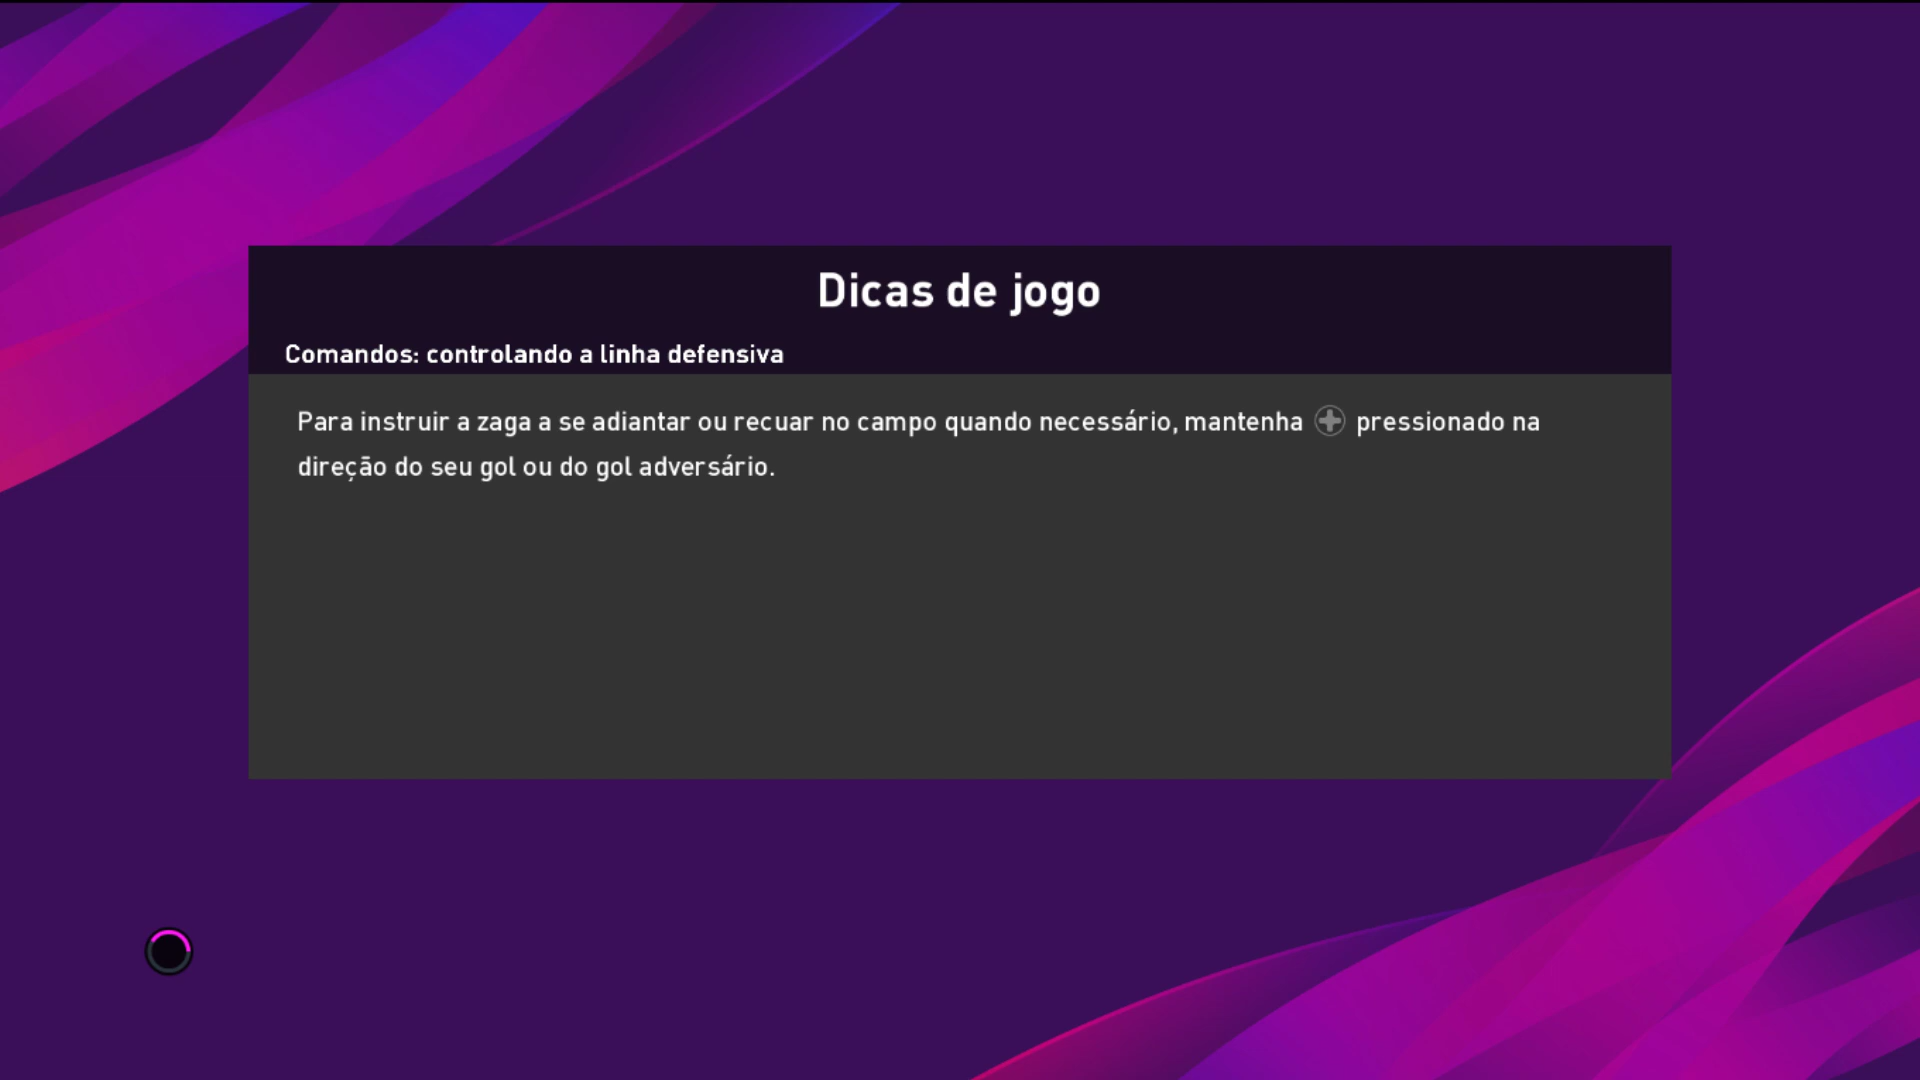 Dicas de jogo
Comandos: controlando a linha defensiva
Para instruir a zaga a se adiantar ou recuar no campo quando necessário, mantenha pressionado na
direção do seu gol ou do gol adversário.